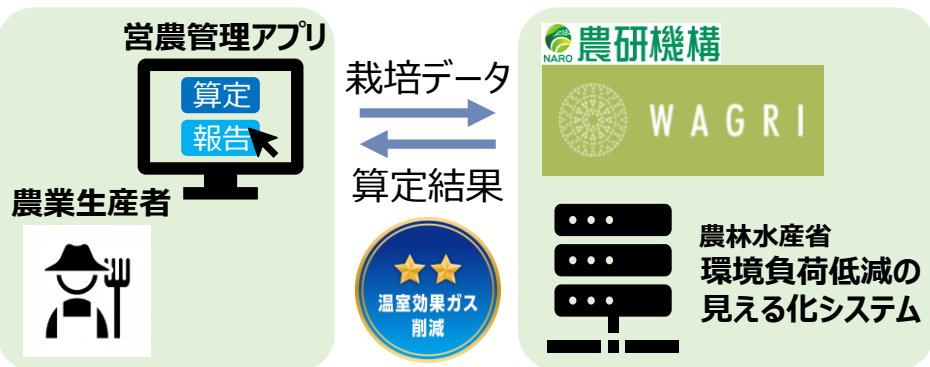 営農管理アプリ
算定
報告
農業生産者
栽培データ
算定結果
温室効果ガス
削減
NARO
農研機構
WAGRI
農林水産省
環境負荷低減の
見える化システム